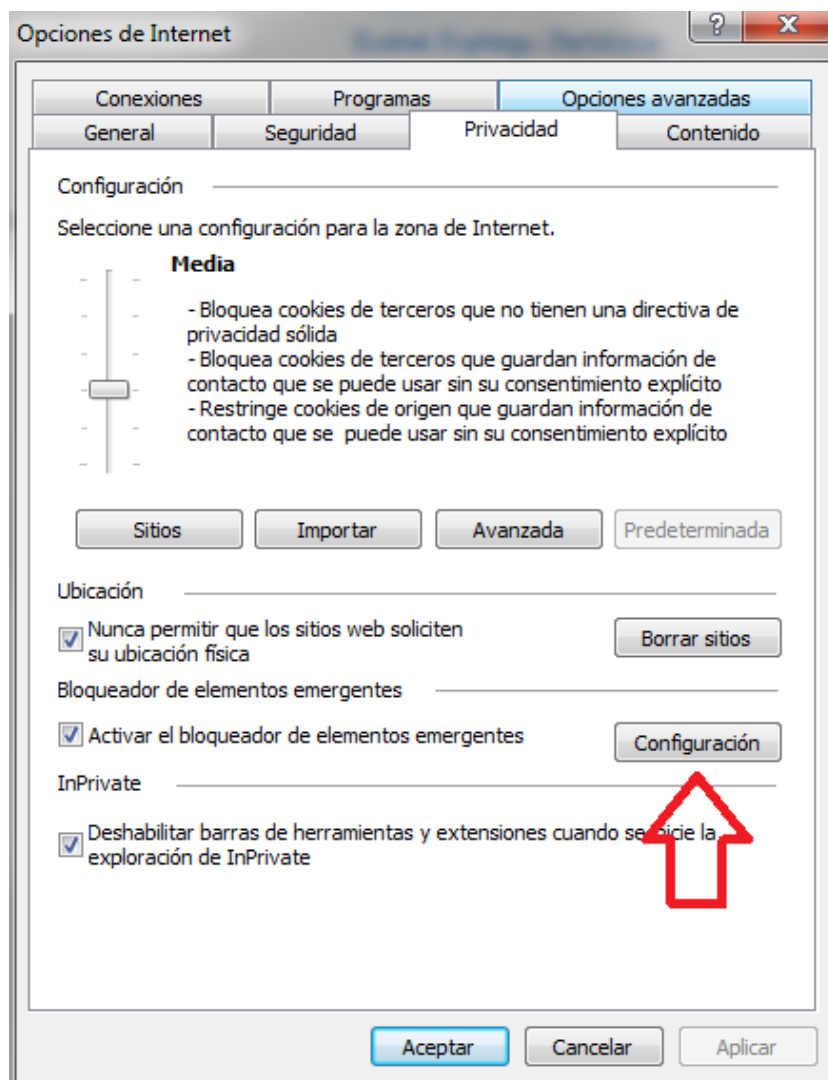 Opciones de Internet
Conexiones Programas Opciones avanzadas
General Seguridad Privacidad Contenido
Configuración
Seleccione una configuración para la zona de Internet.
Media
- Bloquea cookies de terceros que no tienen una directiva de
privacidad sólida
- Bloquea cookies de terceros que guardan información de
contacto que se puede usar sin su consentimiento explícito
- Restringe cookies de origen que guardan información de
contacto que se puede usar sin su consentimiento explícito
Sitios Importar Avanzada Predeterminada
Ubicación
Nunca permitir que los sitios web soliciten
su ubicación física
Borrar sitios
Bloqueador de elementos emergentes
Activar el bloqueador de elementos emergentes
Configuración
InPrivate
Deshabilitar barras de herramientas y extensiones cuando se inicie la
exploración de InPrivate
Aceptar Cancelar Aplicar